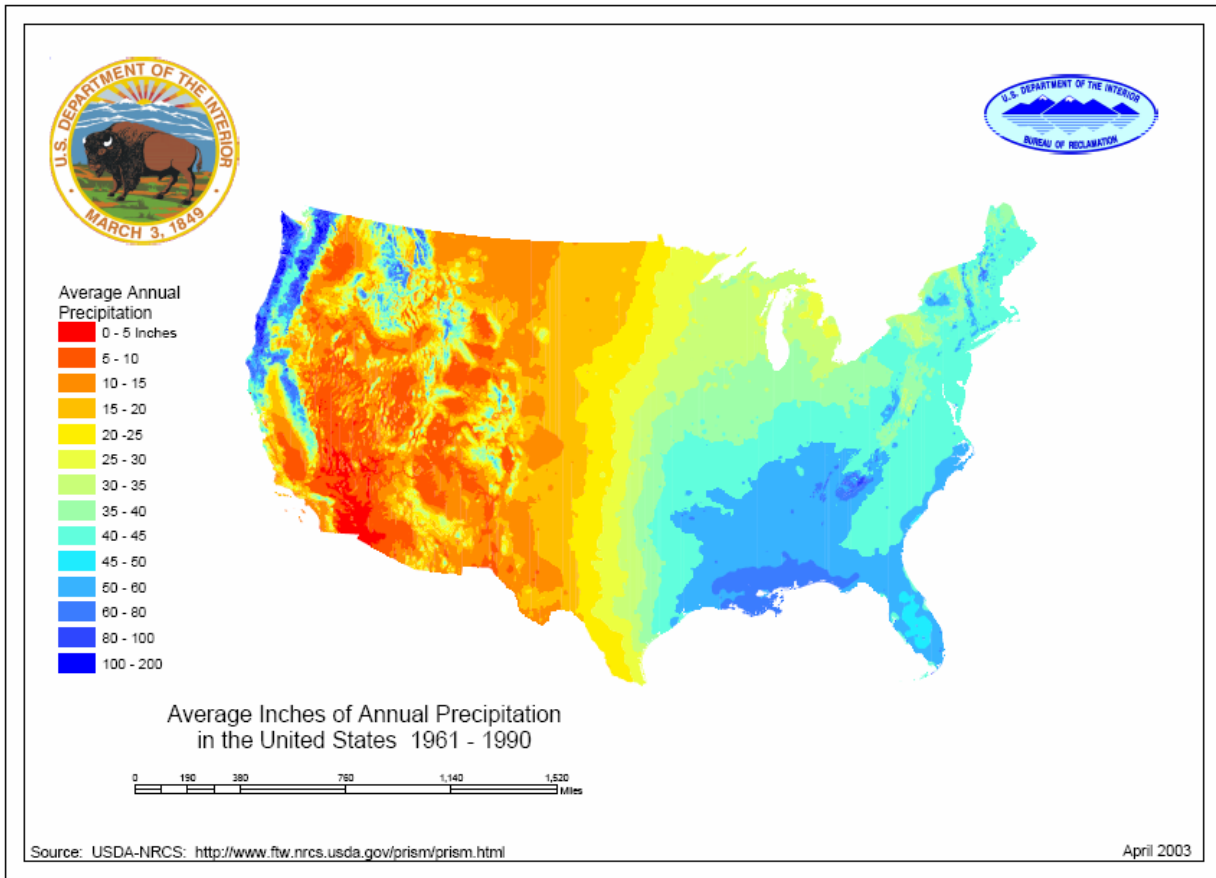 U.S. DEPARTMENT OF THE INTERIOR
MARCH 3, 1849
U.S. DEPARTMENT OF THE INTERIOR
BUREAU OF RECLAMATION
Average Annual
Precipitation
0 - 5 Inches
5 - 10
10 - 15
15 - 20
20 -25
25 - 30
30 - 35
35 - 40
40 - 45
45 - 50
50 - 60
60 - 80
80 - 100
100 - 200
Average Inches of Annual Precipitation
in the United States 1961 - 1990
0 190 380 760 1,140 1,520
Miles
Source: USDA-NRCS: http://www.ftw.nrcs.usda.gov/prism/prism.html
April 2003